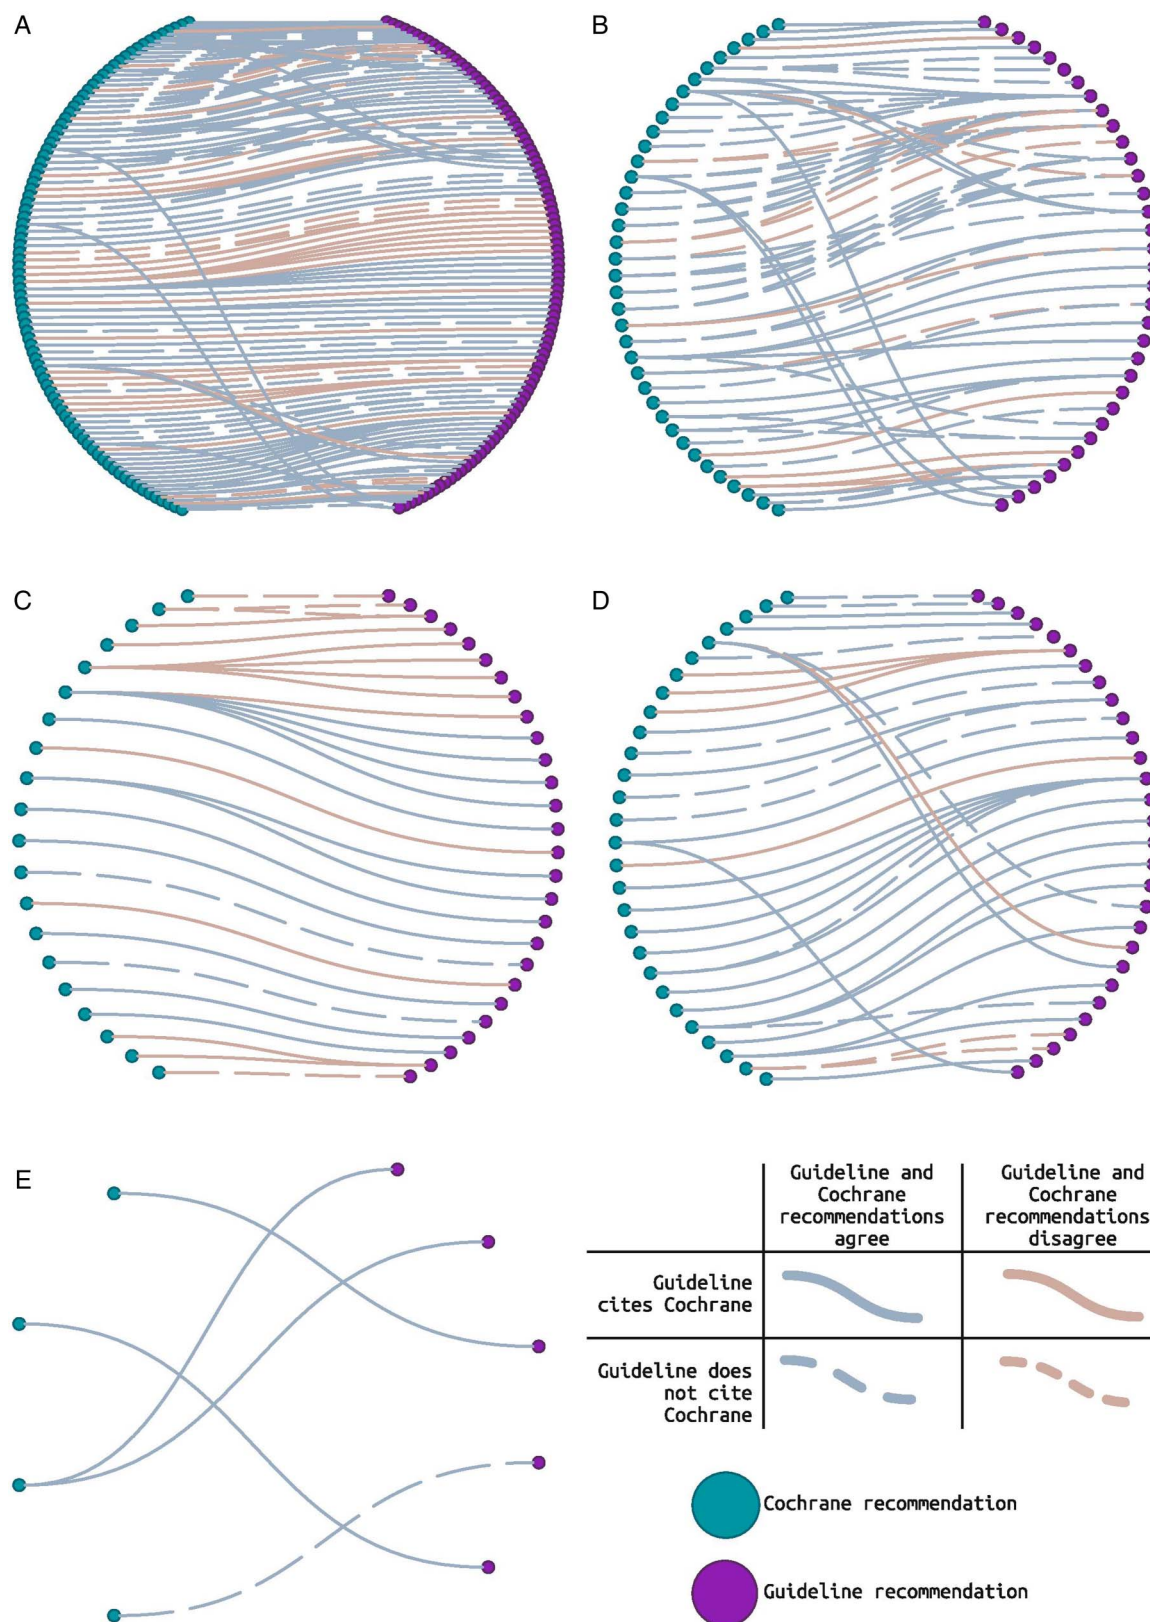 A
B
C
D
E
Guideline and
Cochrane
recommendations
agree
Guideline and
Cochrane
recommendations
disagree
Guideline
cites Cochrane
Guideline does
not cite
Cochrane
Cochrane recommendation
Guideline recommendation